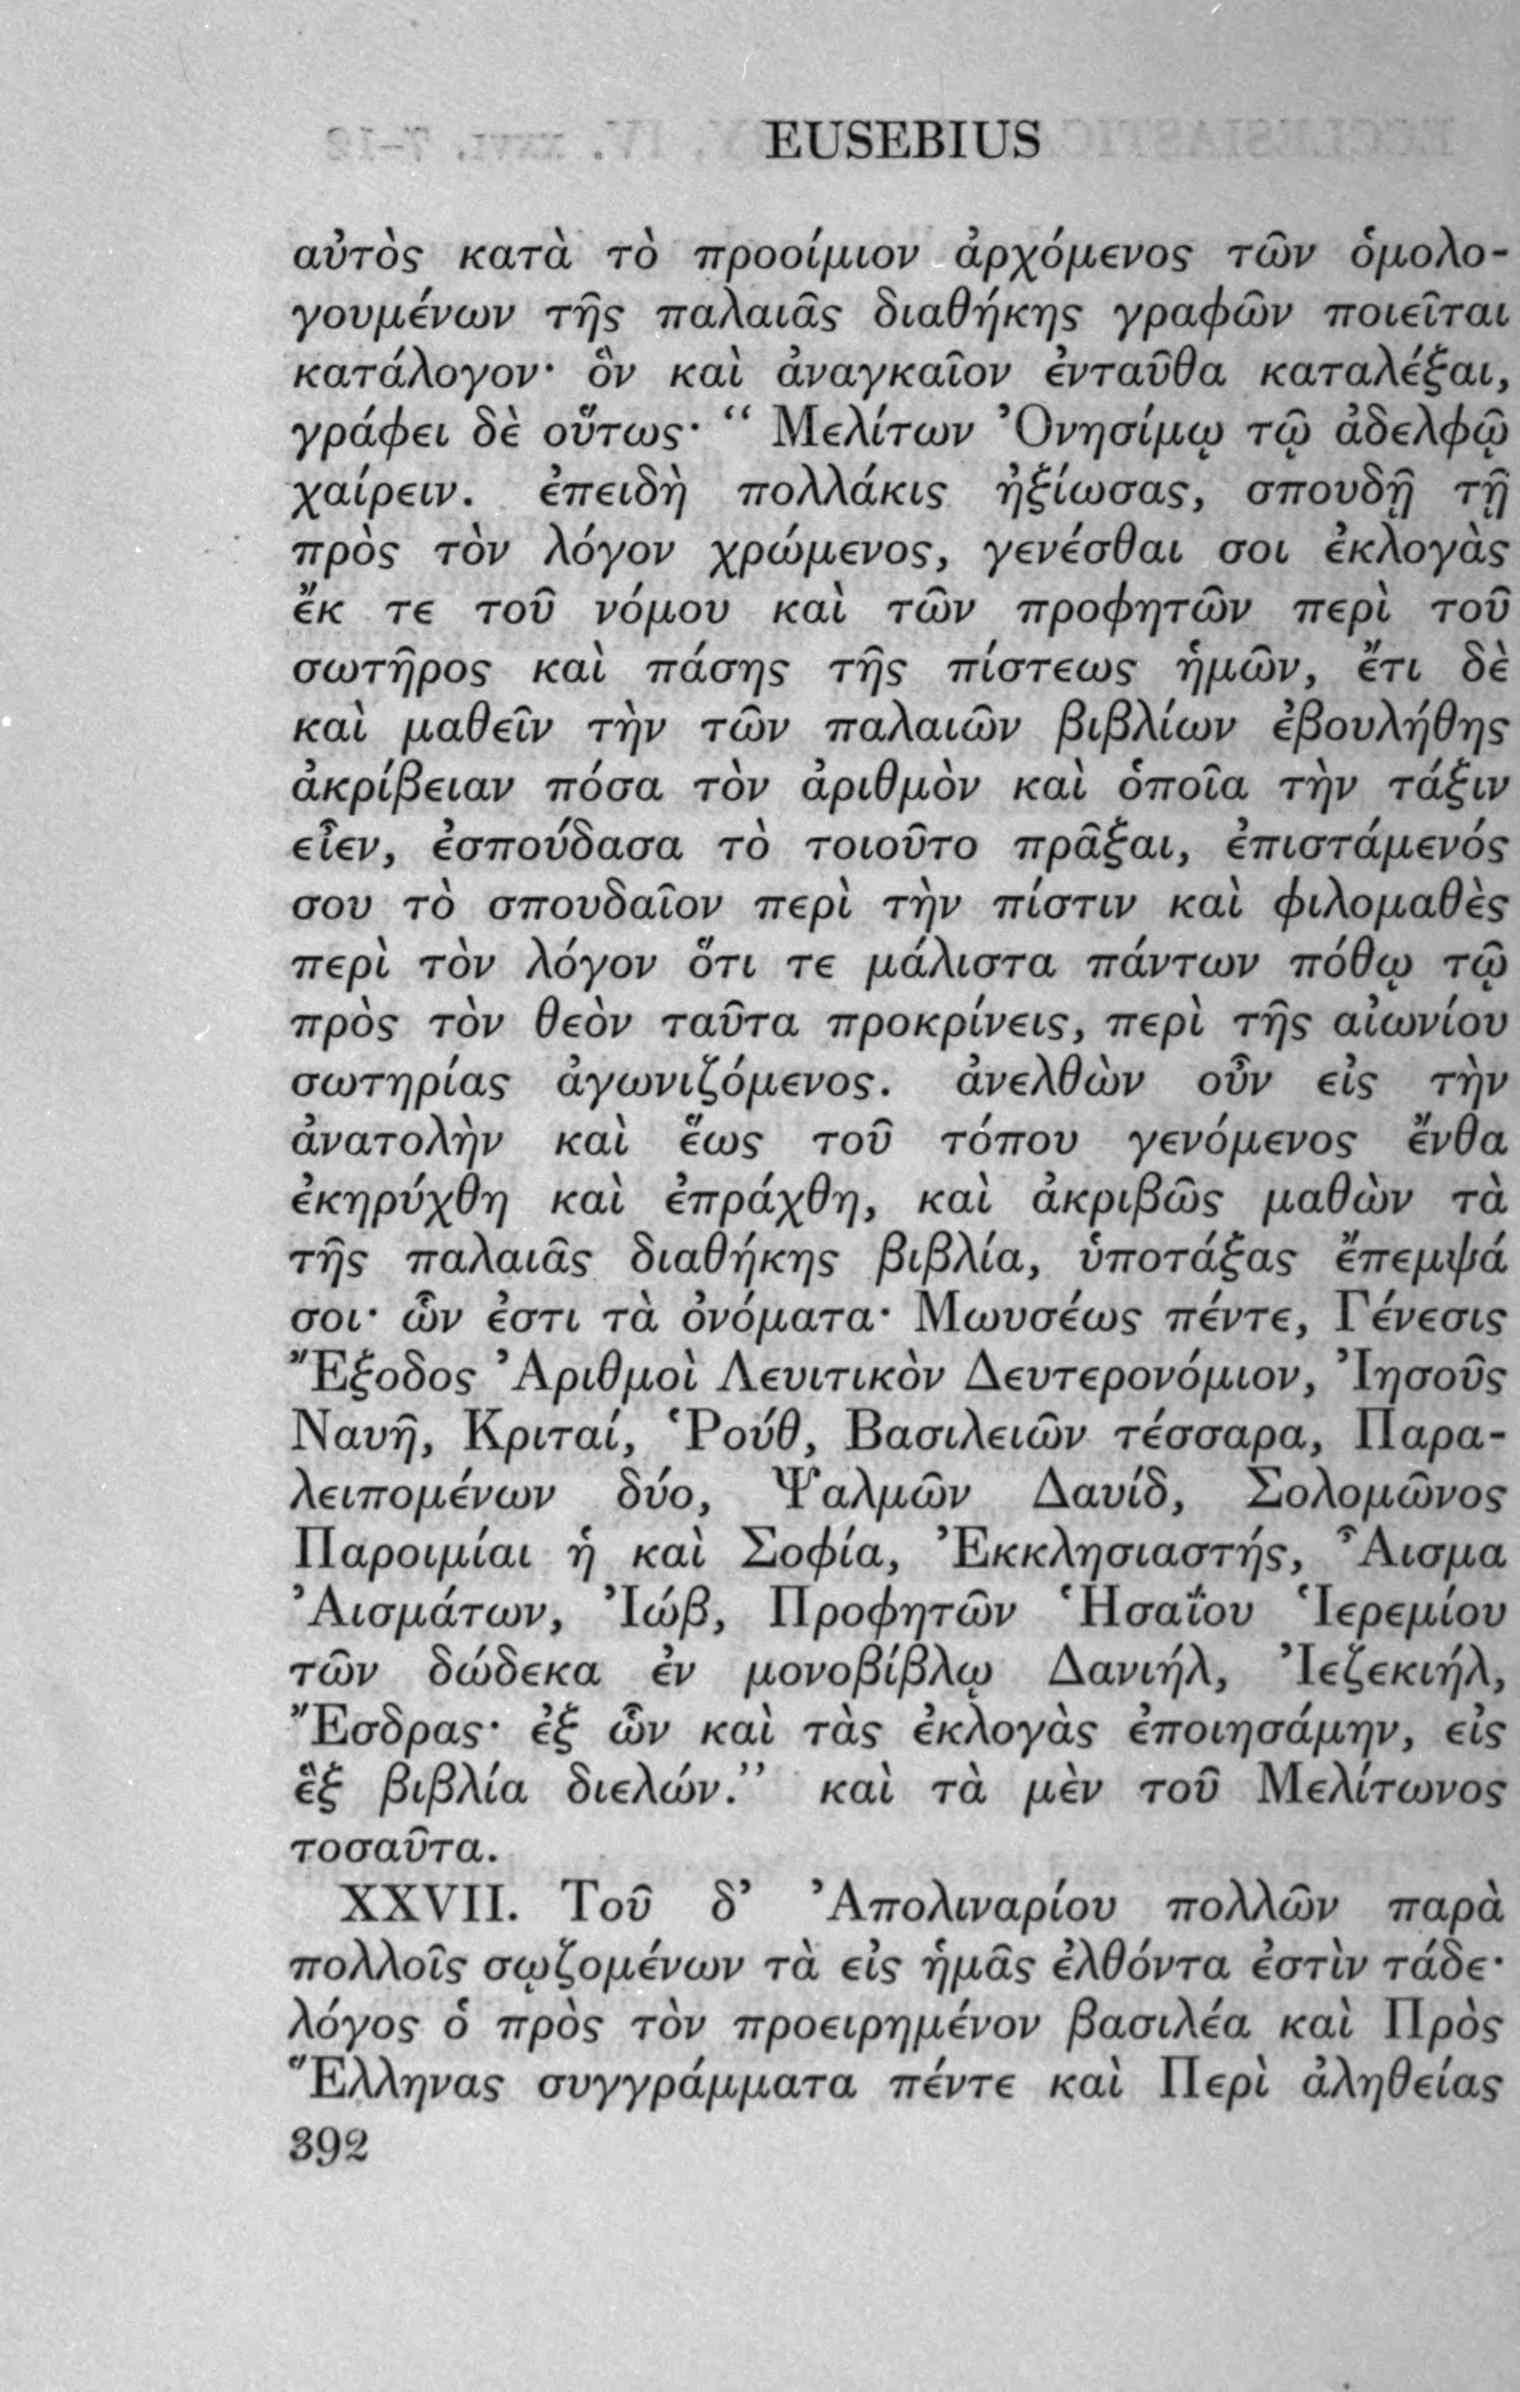 EUSEBIUS
αὐτὸς κατὰ τὸ προοίμιον ἀρχόμενος τῶν ὁμολο-
γουμένων τῆς παλαιᾶς διαθήκης γραφῶν ποιεῖται
κατάλογον· ὃν καὶ ἀναγκαῖον ἐνταῦθα καταλέξαι,
γράφει δὲ οὕτως· “ Μελίτων Ὀνησίμῳ τῷ ἀδελφῷ
χαίρειν. ἐπειδὴ πολλάκις ἠξίωσας, σπουδῇ τῇ
πρὸς τὸν λόγον χρώμενος, γενέσθαι σοι ἐκλογὰς
ἔκ τε τοῦ νόμου καὶ τῶν προφητῶν περὶ τοῦ
σωτῆρος καὶ πάσης τῆς πίστεως ἡμῶν, ἔτι δὲ
καὶ μαθεῖν τὴν τῶν παλαιῶν βιβλίων ἐβουλήθης
ἀκρίβειαν πόσα τὸν ἀριθμὸν καὶ ὁποῖα τὴν τάξιν
εἶεν, ἐσπούδασα τὸ τοιοῦτο πρᾶξαι, ἐπιστάμενός
σου τὸ σπουδαῖον περὶ τὴν πίστιν καὶ φιλομαθὲς
περὶ τὸν λόγον ὅτι τε μάλιστα πάντων πόθῳ τῷ
πρὸς τὸν θεὸν ταῦτα προκρίνεις, περὶ τῆς αἰωνίου
σωτηρίας ἀγωνιζόμενος. ἀνελθὼν οὖν εἰς τὴν
ἀνατολὴν καὶ ἕως τοῦ τόπου γενόμενος ἔνθα
ἐκηρύχθη καὶ ἐπράχθη, καὶ ἀκριβῶς μαθὼν τὰ
τῆς παλαιᾶς διαθήκης βιβλία, ὑποτάξας ἔπεμψά
σοι· ὧν ἐστι τὰ ὀνόματα· Μωυσέως πέντε, Γένεσις
Ἔξοδος Ἀριθμοὶ Λευιτικὸν Δευτερονόμιον, Ἰησοῦς
Ναυῆ, Κριταί, Ῥούθ, Βασιλειῶν τέσσαρα, Παρα-
λειπομένων δύο, Ψαλμῶν Δαυίδ, Σολομῶνος
Παροιμίαι ἡ καὶ Σοφία, Ἐκκλησιαστής, Ἆισμα
Ἀισμάτων, Ἰώβ, Προφητῶν Ἡσαΐου Ἱερεμίου
τῶν δώδεκα ἐν μονοβίβλῳ Δανιήλ, Ἰεζεκιήλ,
Ἔσδρας· ἐξ ὧν καὶ τὰς ἐκλογὰς ἐποιησάμην, εἰς
ἓξ βιβλία διελών.” καὶ τὰ μὲν τοῦ Μελίτωνος
τοσαῦτα.
XXVII. Τοῦ δ’ Ἀπολιναρίου πολλῶν παρὰ
πολλοῖς σῳζομένων τὰ εἰς ἡμᾶς ἐλθόντα ἐστὶν τάδε·
λόγος ὁ πρὸς τὸν προειρημένον βασιλέα καὶ Πρὸς
Ἕλληνας συγγράμματα πέντε καὶ Περὶ ἀληθείας
392